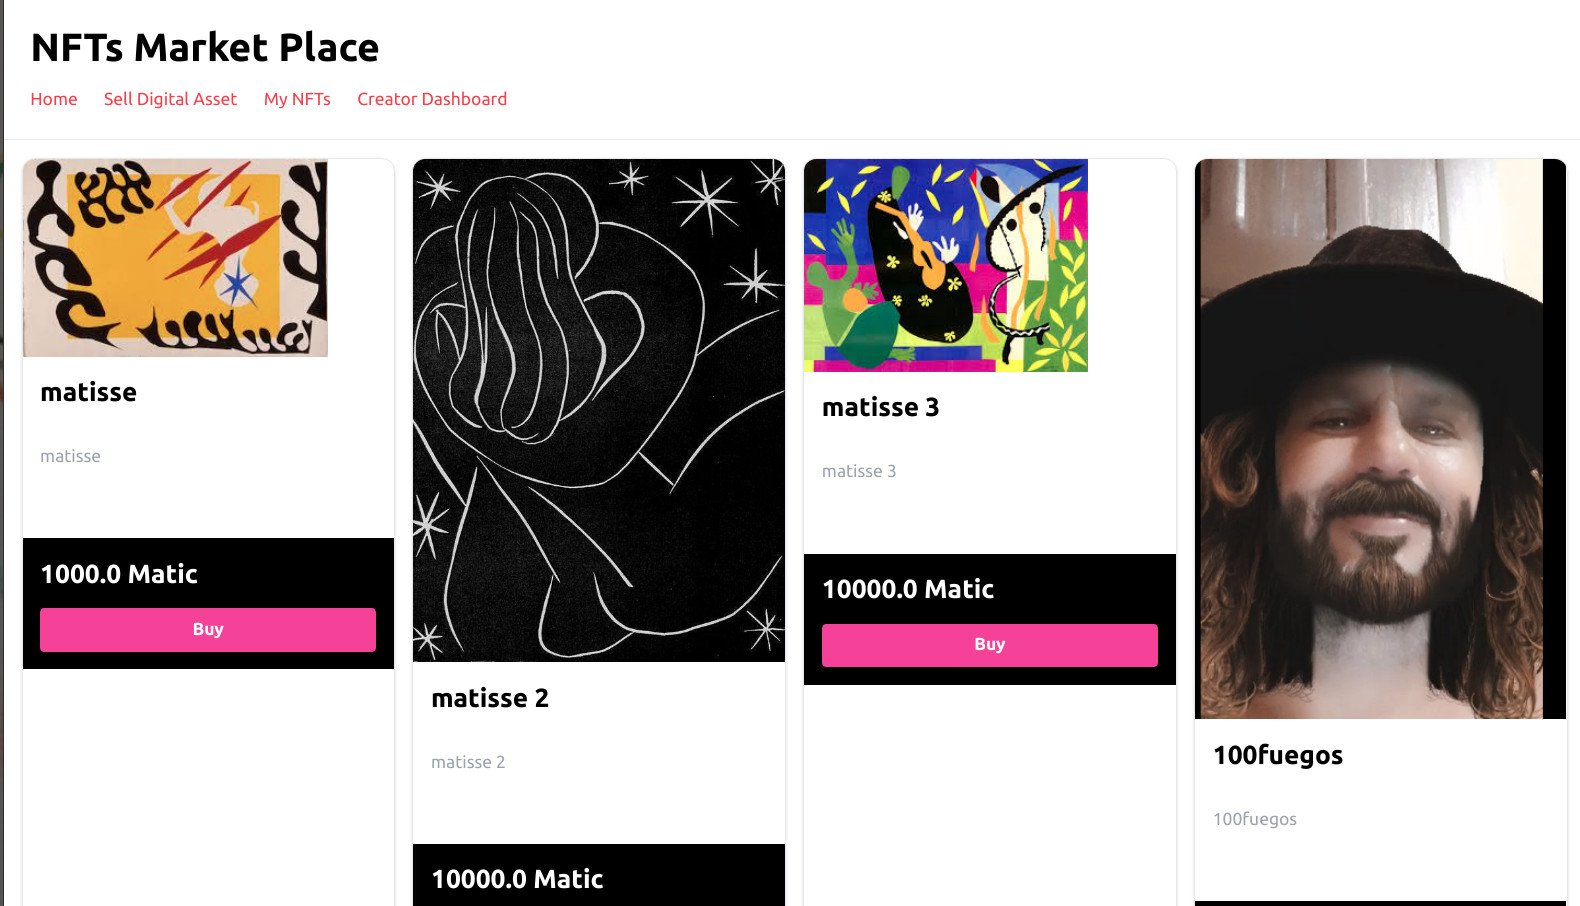 NFTs Market Place
Home Sell Digital Asset My NFTs Creator Dashboard
matisse
matisse
1000.0 Matic
Buy
matisse 2
matisse 2
10000.0 Matic
matisse 3
matisse 3
10000.0 Matic
Buy
100fuegos
100fuegos